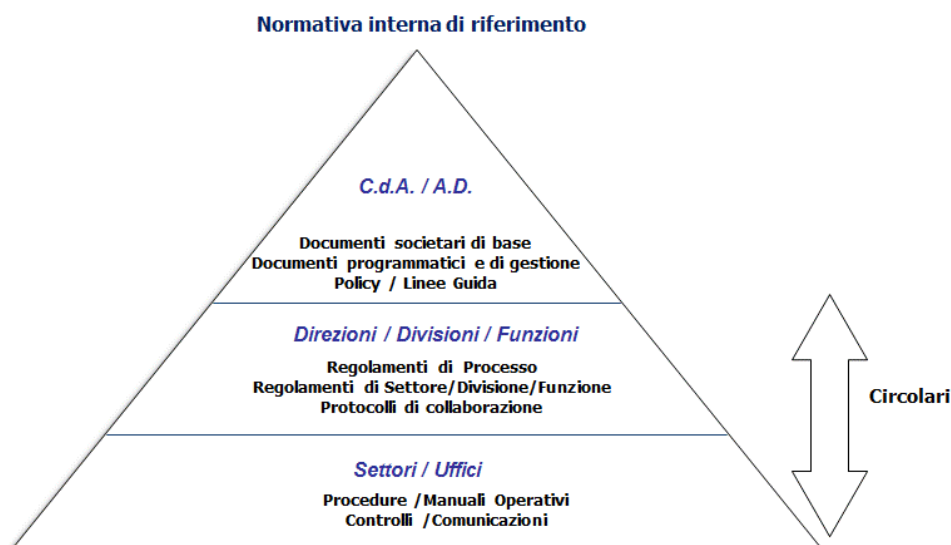 Normativa interna di riferimento
C.d.A. / A.D.
Documenti societari di base
Documenti programmatici e di gestione
Policy / Linee Guida
Direzioni / Divisioni / Funzioni
Regolamenti di Processo
Regolamenti di Settore/Divisione/Funzione
Protocolli di collaborazione
Circolari
Settori / Uffici
Procedure /Manuali Operativi
Controlli /Comunicazioni